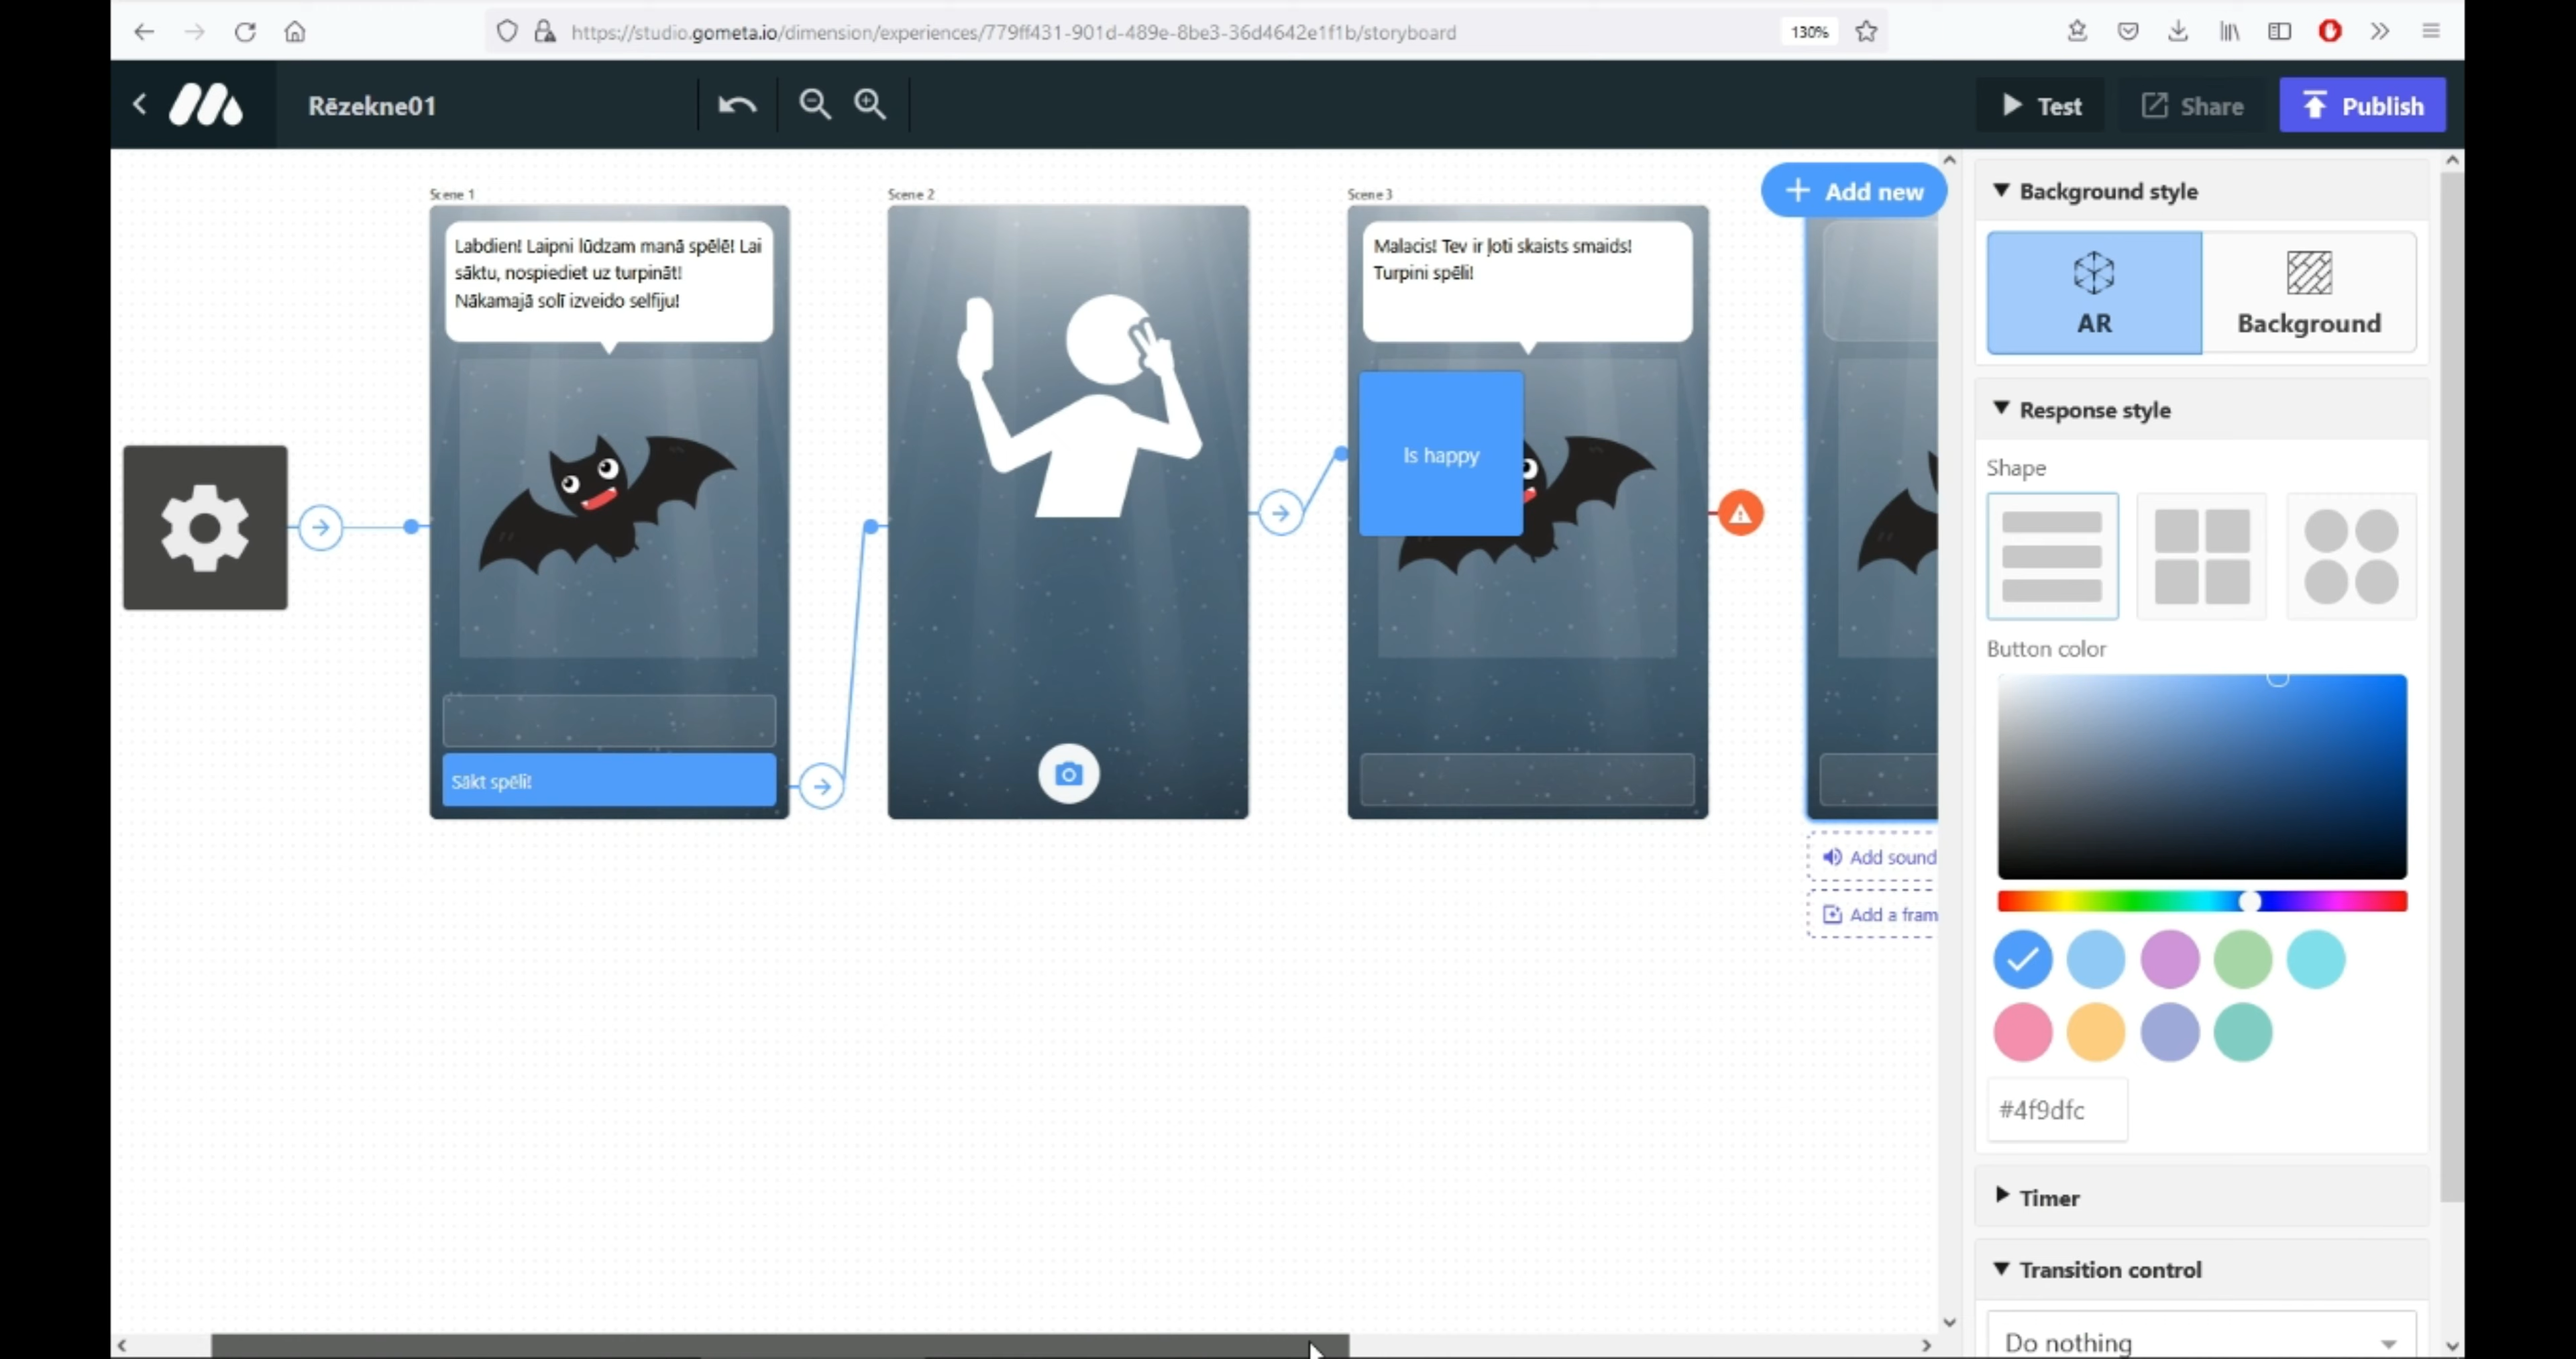 https://studio.gometa.io/dimension/experiences/779ff431-901d-489e-8be3-36d4642e1f1b/storyboard
130%
Rēzekne01
Test
Share
Publish
Scene 1
Scene 2
Scene 3
Add new
Labdien! Laipni lūdzam manā spēlē! Lai
sāktu, nospiediet uz turpināt!
Nākamajā solī izveido selfiju!
Malacis! Tev ir ļoti skaists smaids!
Turpini spēli!
Is happy
Sākt spēli!
Add sound
Add a fram
Background style
AR
Background
Response style
Shape
Button color
#4f9dfc
Timer
Transition control
Do nothing